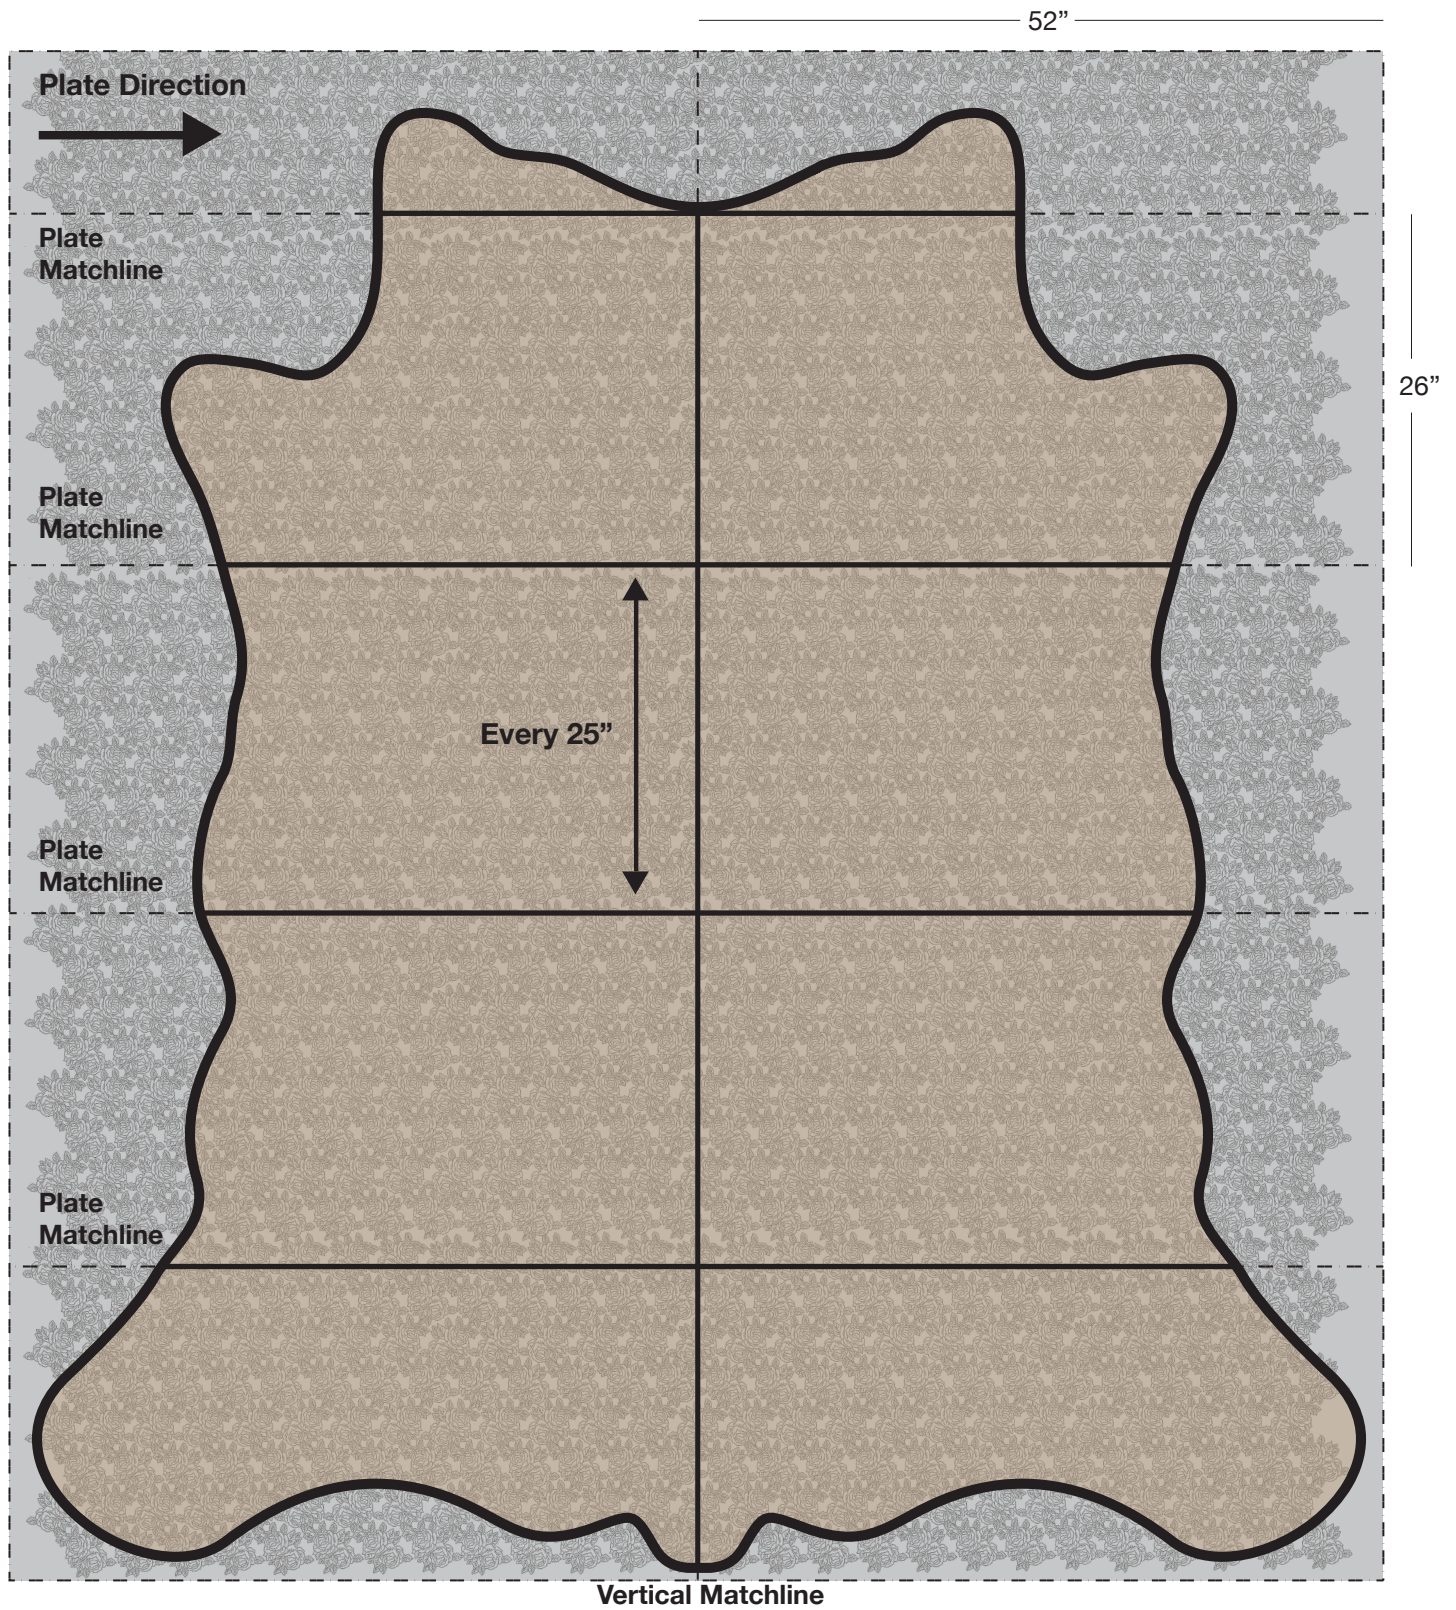 52”
Plate Direction
Plate
Matchline
26”
Plate
Matchline
Every 25”
Plate
Matchline
Plate
Matchline
Vertical Matchline